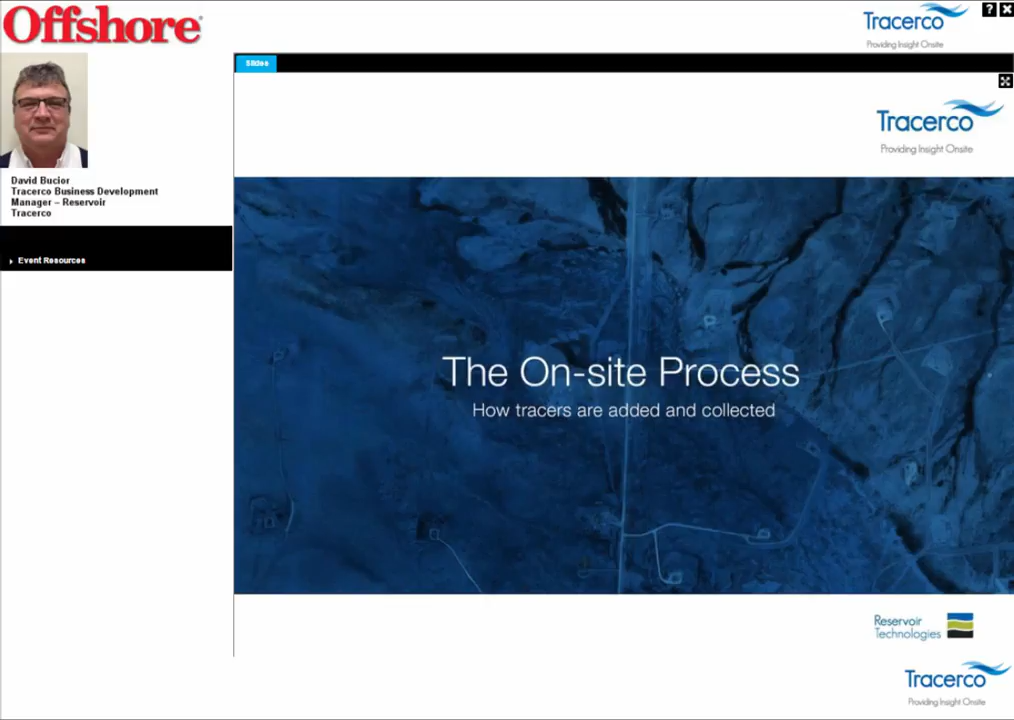 Offshore
Tracerco
Providing Insight Onsite
?
Slides
David Bucior
Tracerco Business Development
Manager – Reservoir
Tracerco
Event Resources
Tracerco
Providing Insight Onsite
The On-site Process
How tracers are added and collected
Reservoir
Technologies
Tracerco
Providing Insight Onsite